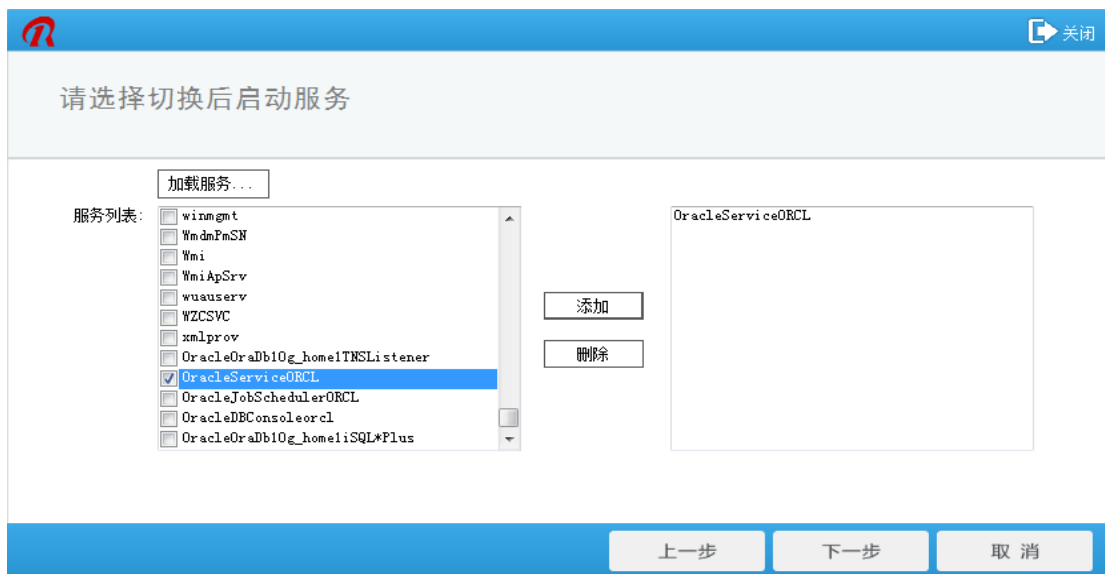 关闭
请选择切换后启动服务
加载服务...
服务列表:
winmgmt
WmdmPmSN
Wmi
WmiApSrv
wuauserv
WZCSVC
xmlprov
OracleOraDb10g_home1TNSListener
OracleServiceORCL
OracleJobSchedulerORCL
OracleDBConsoleorcl
OracleOraDb10g_home1iSQL*Plus
添加
删除
OracleServiceORCL
上一步
下一步
取 消